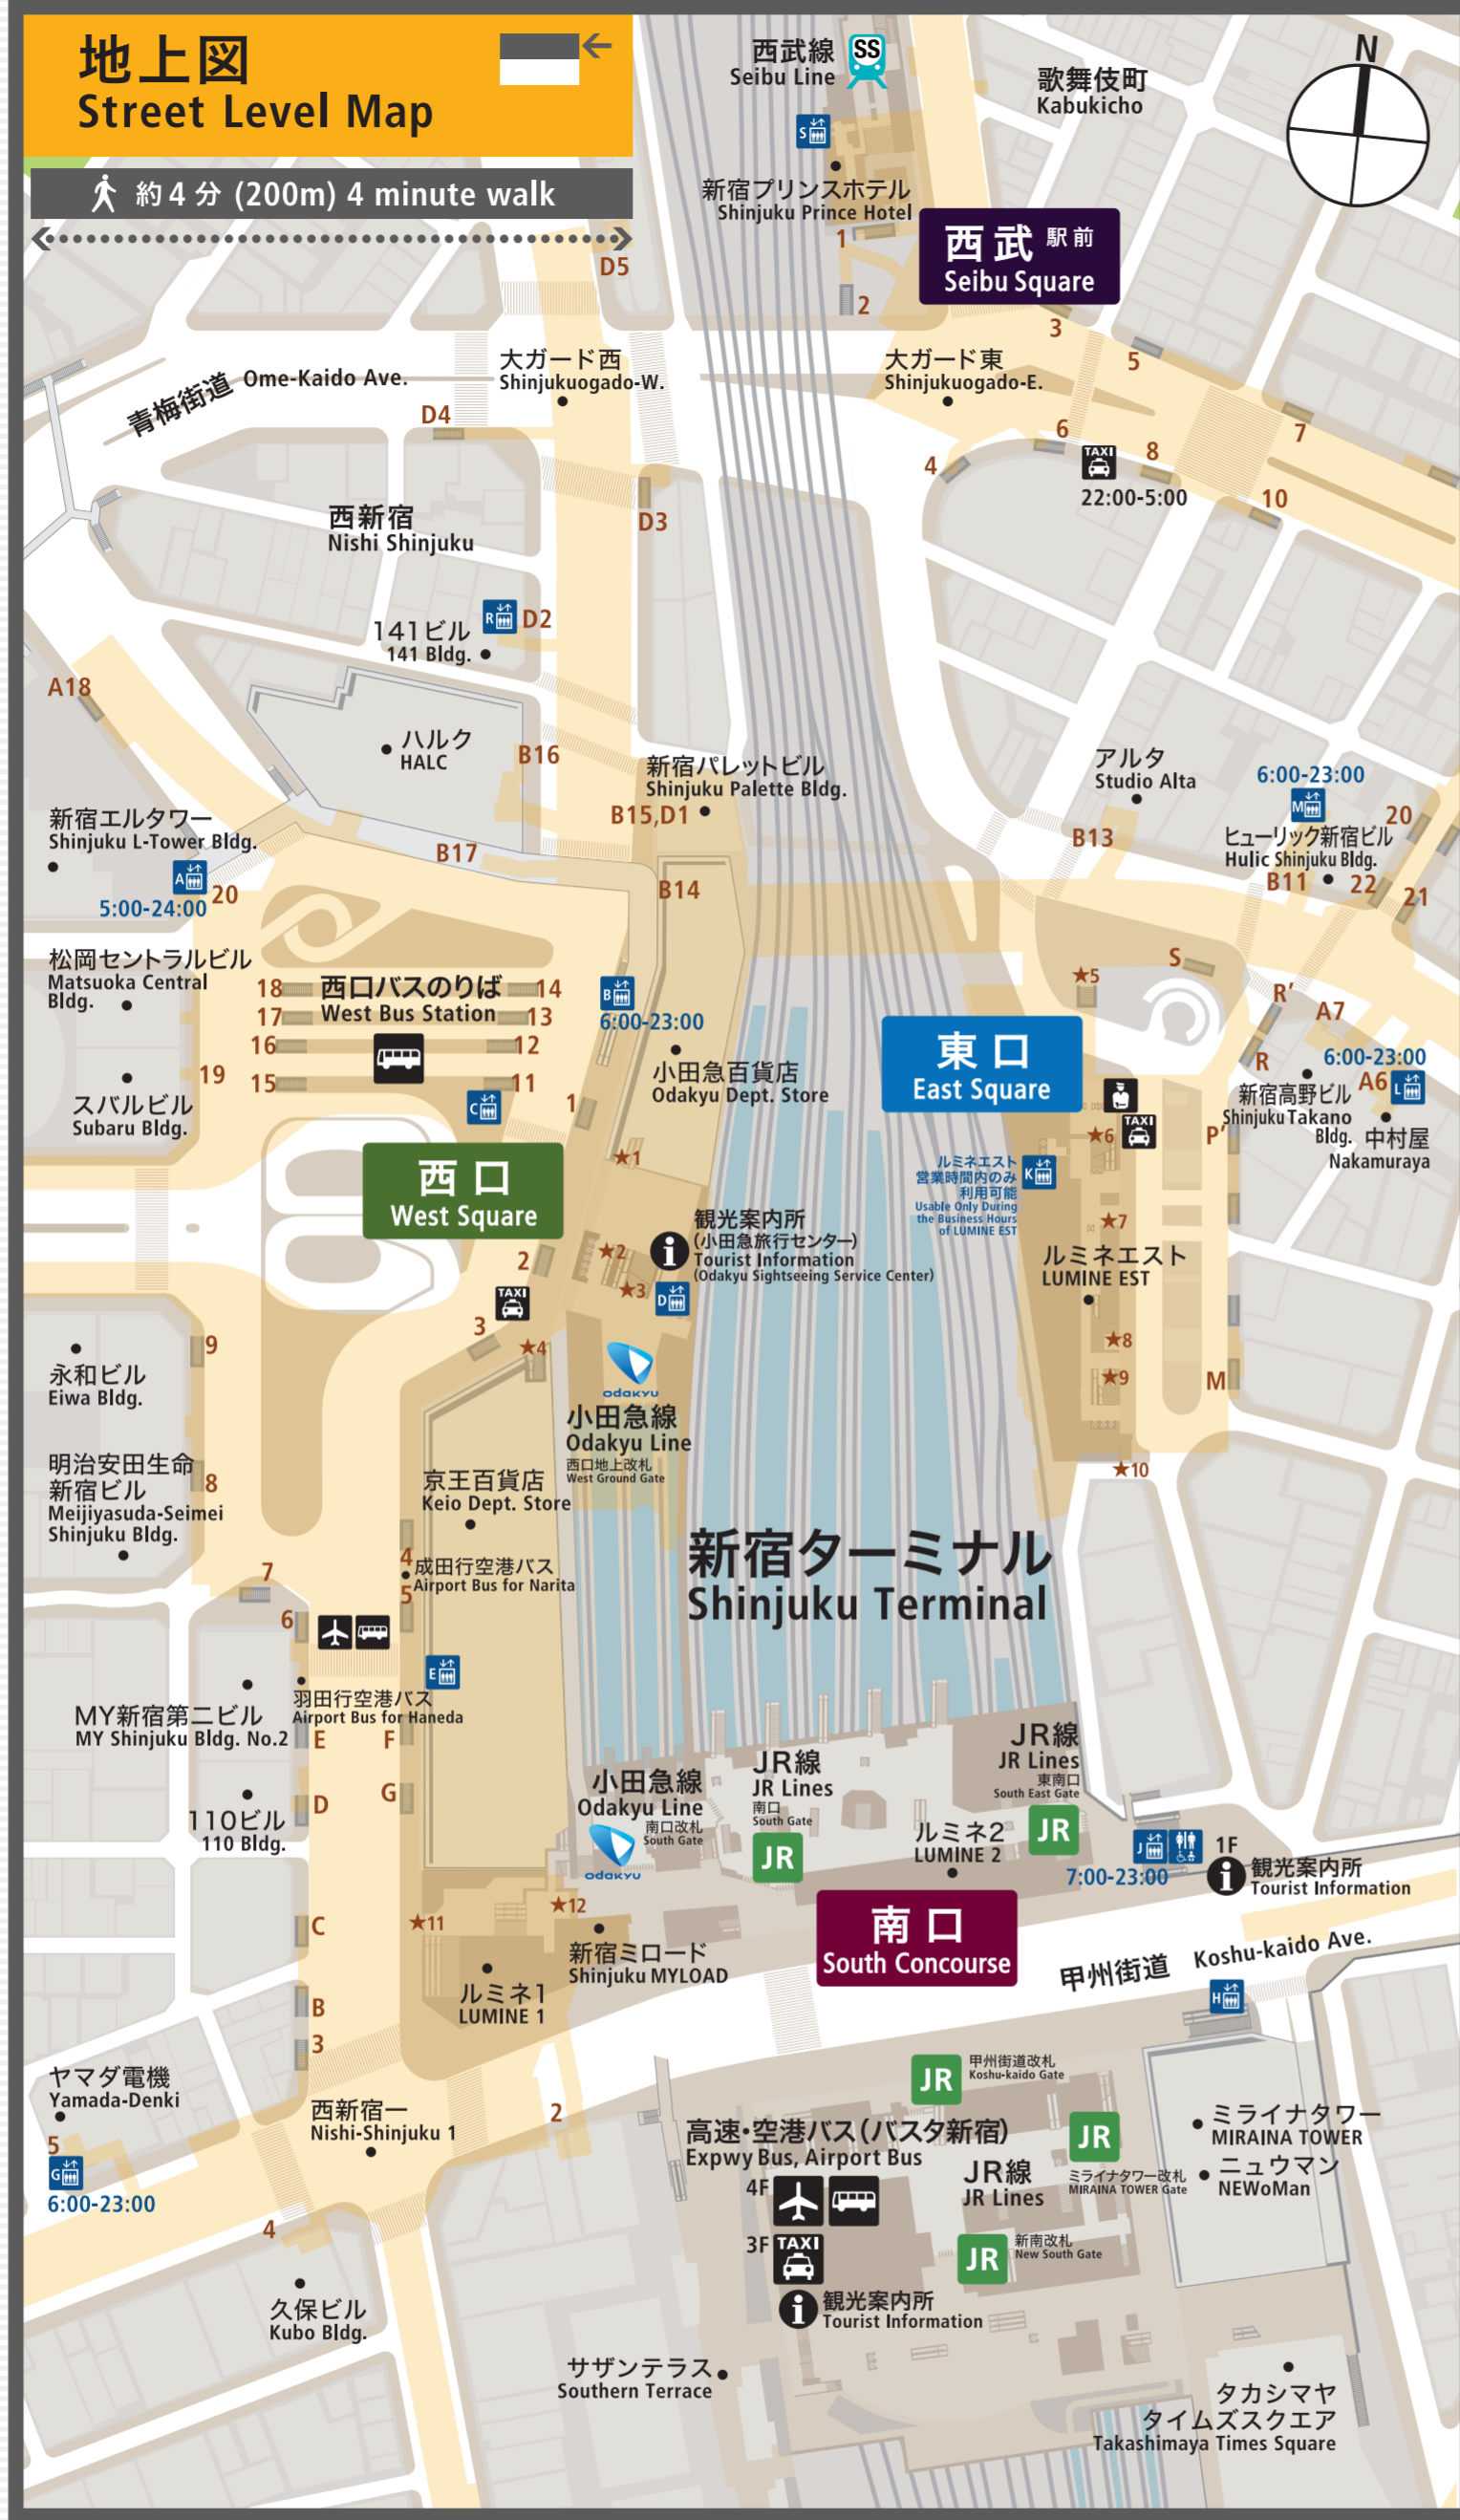 地上図
Street Level Map
約4分 (200m) 4 minute walk
西武線
Seibu Line
SS
歌舞伎町
Kabukicho
N
S
新宿プリンスホテル
Shinjuku Prince Hotel
1
西武 駅前
Seibu Square
D5
2
3
5
大ガード西
Shinjukuogado-W.
大ガード東
Shinjukuogado-E.
青梅街道 Ome-Kaido Ave.
D4
6
7
4
TAXI
8
22:00-5:00
10
西新宿
Nishi Shinjuku
D3
R
D2
141ビル
141 Bldg.
A18
ハルク
HALC
B16
新宿パレットビル
Shinjuku Palette Bldg.
B15,D1
アルタ
Studio Alta
6:00-23:00
M
20
新宿エルタワー
Shinjuku L-Tower Bldg.
B17
B13
ヒューリック新宿ビル
Hulic Shinjuku Bldg.
B11
22
21
A
20
5:00-24:00
B14
松岡セントラルビル
Matsuoka Central
Bldg.
18
西口バスのりば
14
17
West Bus Station
13
16
12
15
11
19
B
6:00-23:00
S
★5
R'
A7
スバルビル
Subaru Bldg.
C
1
小田急百貨店
Odakyu Dept. Store
東口
East Square
R
6:00-23:00
A6
L
新宿高野ビル
Shinjuku Takano
Bldg.
中村屋
Nakamuraya
★6
TAXI
P'
西口
West Square
★1
ルミネエスト
営業時間内のみ
利用可能
Usable Only During
the Business Hours
of LUMINE EST
K
★7
2
★2
観光案内所
(小田急旅行センター)
Tourist Information
(Odakyu Sightseeing Service Center)
ルミネエスト
LUMINE EST
TAXI
★3
D
3
★4
★8
9
永和ビル
Eiwa Bldg.
odakyu
小田急線
Odakyu Line
西口地上改札
West Ground Gate
★9
M
★10
明治安田生命
新宿ビル
Meijiyasuda-Seimei
Shinjuku Bldg.
8
京王百貨店
Keio Dept. Store
新宿ターミナル
Shinjuku Terminal
7
4
成田行空港バス
Airport Bus for Narita
5
6
E
羽田行空港バス
Airport Bus for Haneda
MY新宿第二ビル
MY Shinjuku Bldg. No.2
E
F
D
G
110ビル
110 Bldg.
小田急線
Odakyu Line
南口改札
South Gate
odakyu
JR線
JR Lines
南口
South Gate
JR
JR線
JR Lines
東南口
South East Gate
JR
ルミネ2
LUMINE 2
J
7:00-23:00
1F
観光案内所
Tourist Information
C
★11
★12
新宿ミロード
Shinjuku MYLOAD
南口
South Concourse
甲州街道 Koshu-kaido Ave.
H
ルミネ1
LUMINE 1
B
3
ヤマダ電機
Yamada-Denki
5
G
6:00-23:00
西新宿一
Nishi-Shinjuku 1
2
4
久保ビル
Kubo Bldg.
JR
甲州街道改札
Koshu-kaido Gate
高速・空港バス(バスタ新宿)
Expwy Bus, Airport Bus
4F
3F
TAXI
観光案内所
Tourist Information
JR線
JR Lines
JR
ミライナタワー改札
MIRAINA TOWER Gate
JR
新南改札
New South Gate
ミライナタワー
MIRAINA TOWER
ニュウマン
NEWoMan
サザンテラス
Southern Terrace
タカシマヤ
タイムズスクエア
Takashimaya Times Square